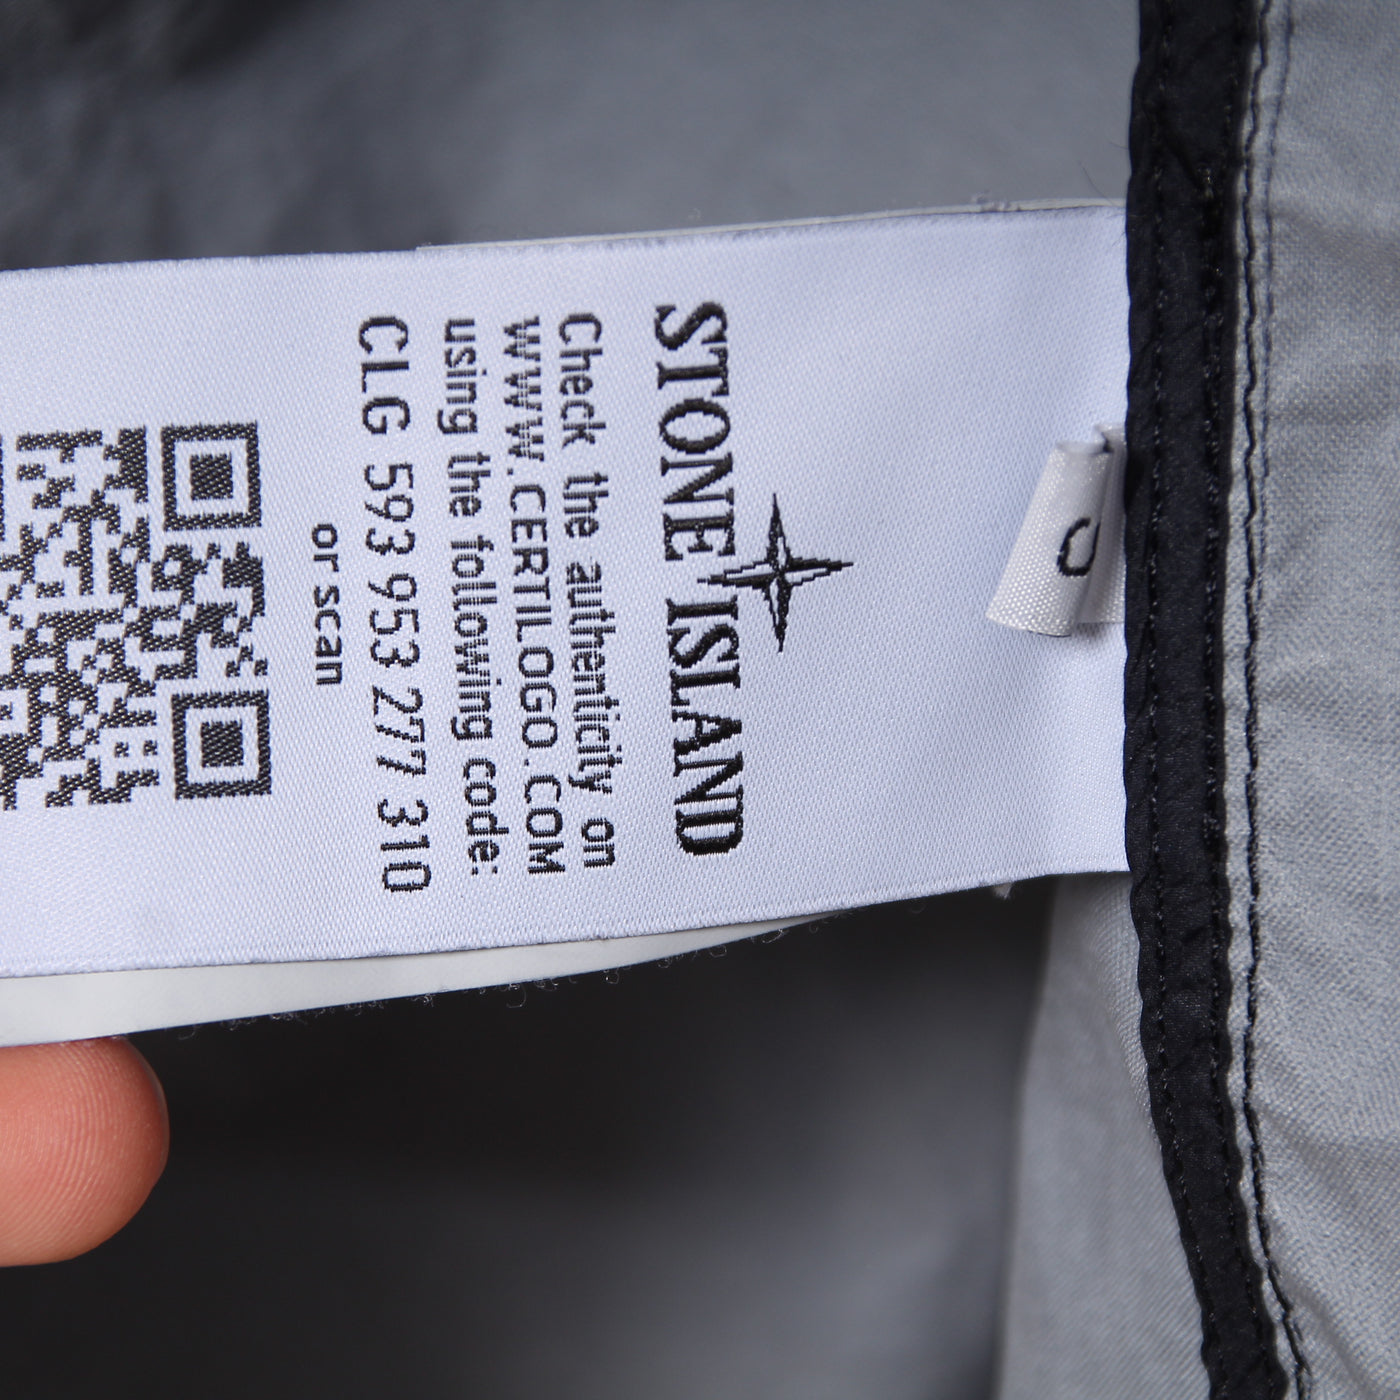 STONE ISLAND
Check the authenticity on
WWW.CERTILOGO.COM
using the following code:
CLG 593 953 277 310
or scan